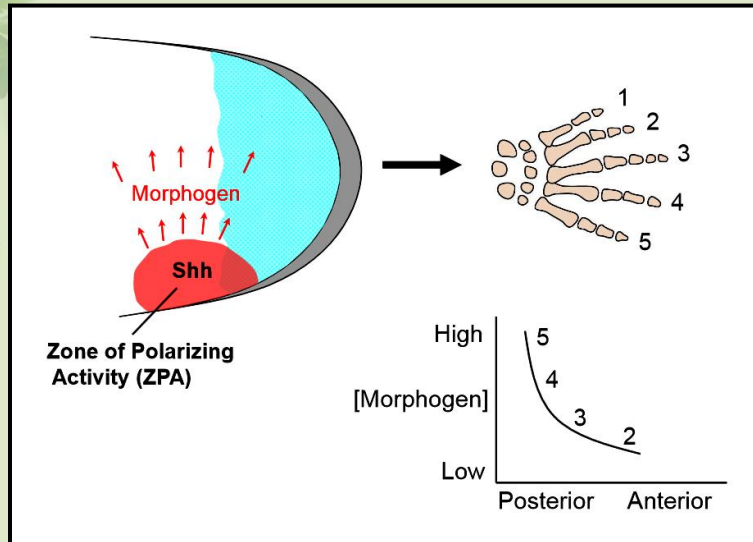 Morphogen
Shh
Zone of Polarizing
Activity (ZPA)
1
2
3
4
5
High
[Morphogen]
Low
5
4
3
2
Posterior Anterior